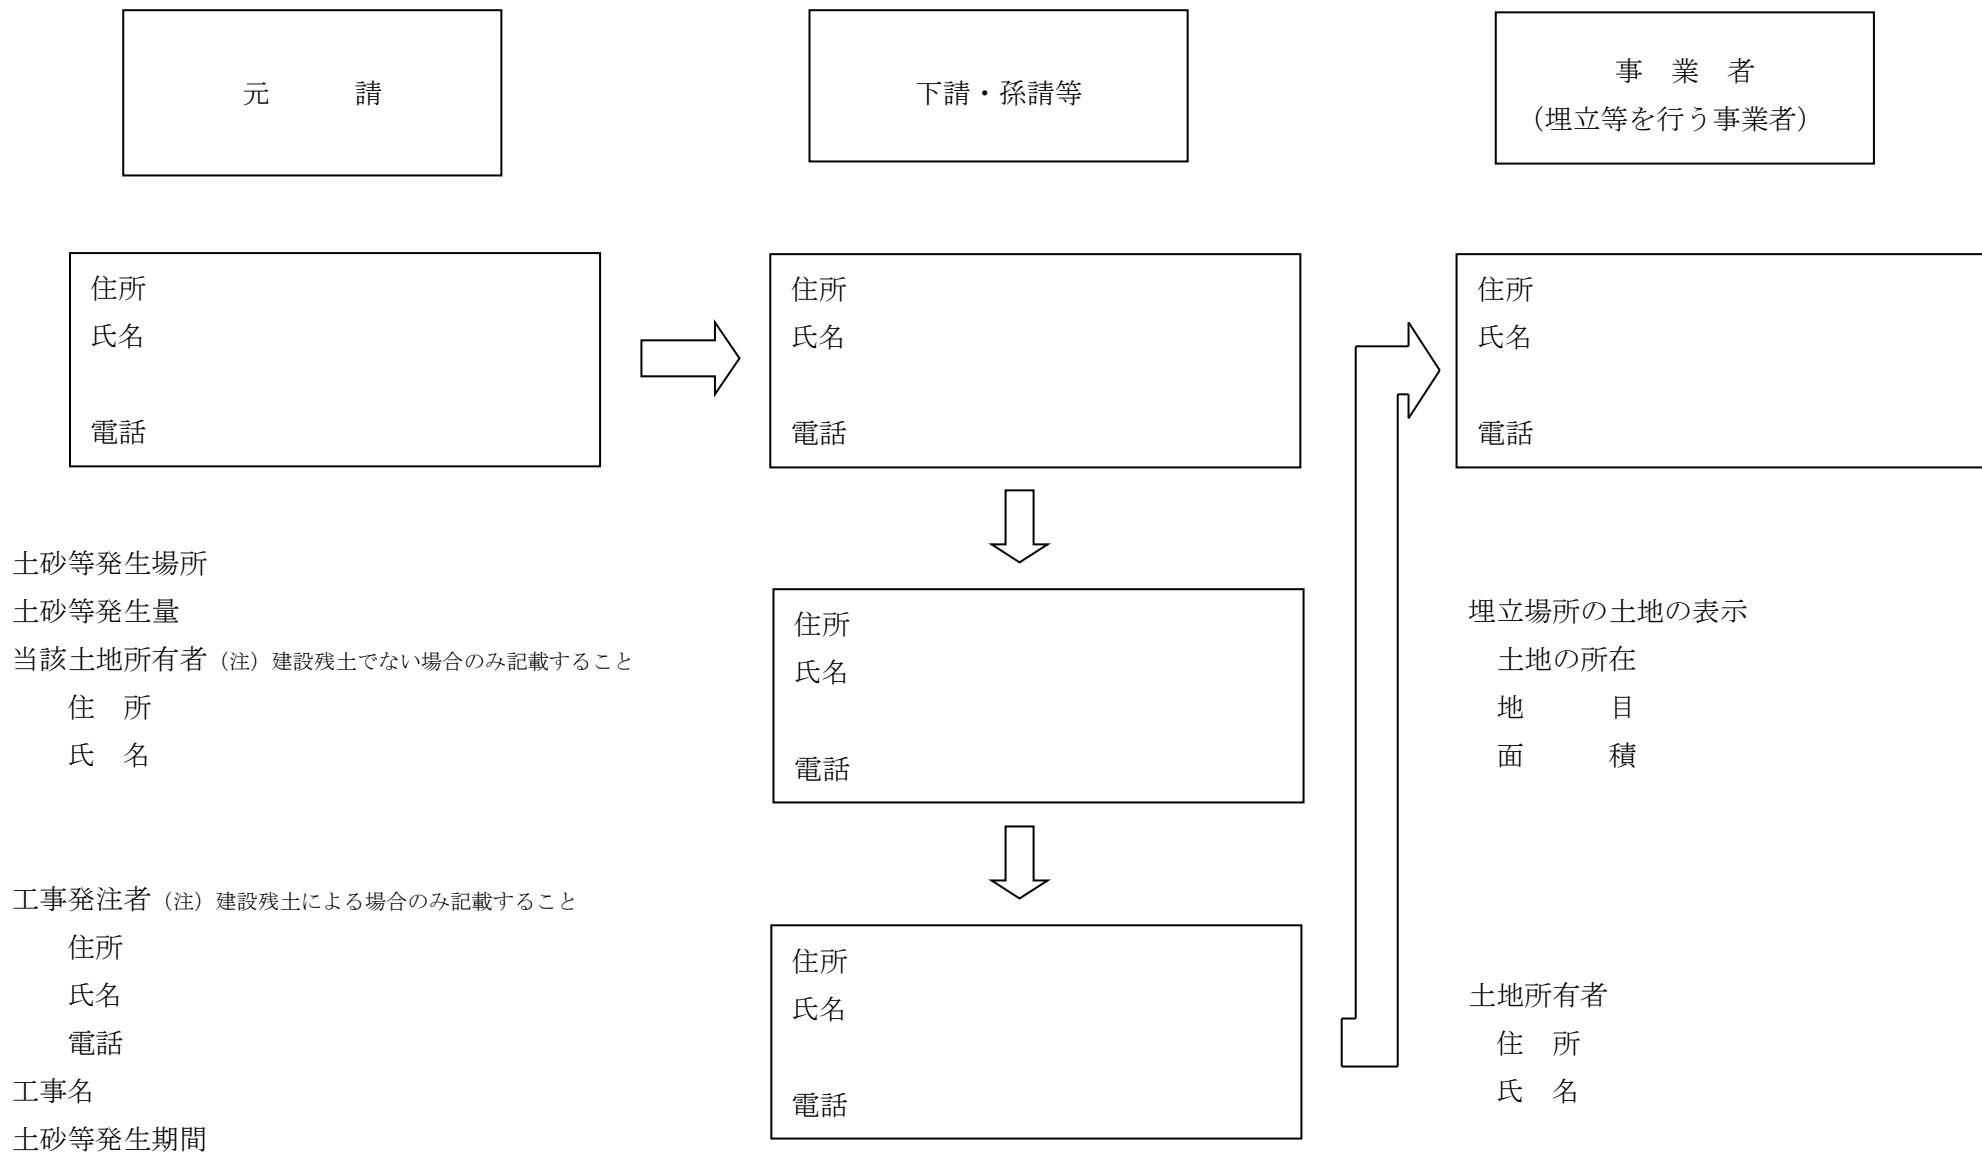 元　　　請
下請・孫請等
事　業　者
（埋立等を行う事業者）
住所
氏名
電話
住所
氏名
電話
住所
氏名
電話
土砂等発生場所
土砂等発生量
当該土地所有者（注）建設残土でない場合のみ記載すること
住　所
氏　名
工事発注者（注）建設残土による場合のみ記載すること
住所
氏名
電話
工事名
土砂等発生期間
住所
氏名
電話
住所
氏名
電話
埋立場所の土地の表示
土地の所在
地　　　目
面　　　積
土地所有者
住　所
氏　名